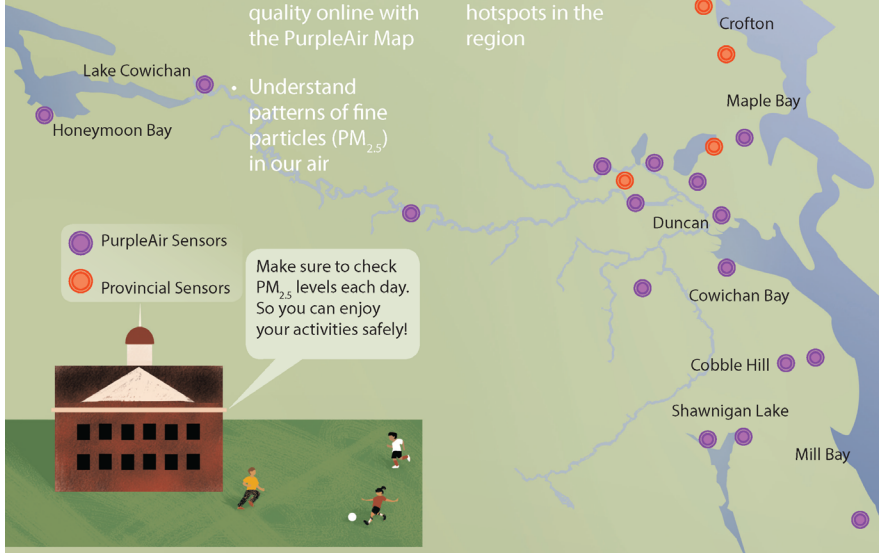 quality online with
the PurpleAir Map
• Understand
patterns of fine
particles (PM2.5)
in our air
hotspots in the
region
Crofton
Maple Bay
Lake Cowichan
Honeymoon Bay
Duncan
Cowichan Bay
Cobble Hill
Shawnigan Lake
Mill Bay
PurpleAir Sensors
Provincial Sensors
Make sure to check
PM2.5 levels each day.
So you can enjoy
your activities safely!